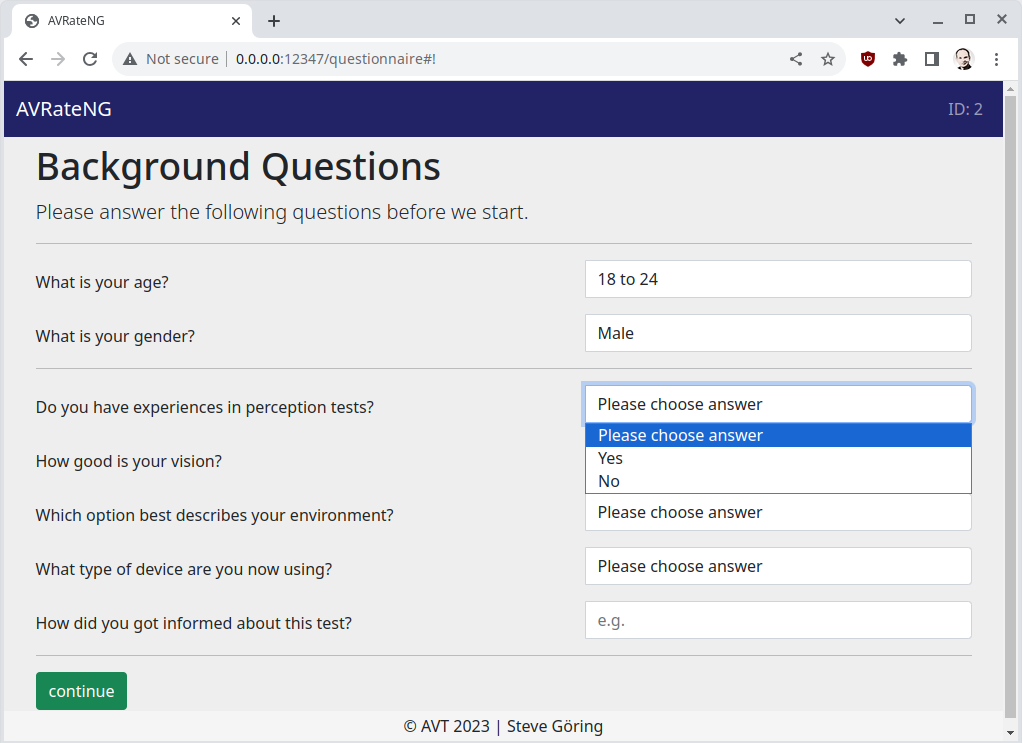 AVRateNG
Not secure
0.0.0.0:12347/questionnaire#!
AVRateNG
ID: 2
Background Questions
Please answer the following questions before we start.
What is your age?
18 to 24
What is your gender?
Male
Do you have experiences in perception tests?
Please choose answer
Please choose answer
Yes
No
How good is your vision?
Which option best describes your environment?
Please choose answer
What type of device are you now using?
Please choose answer
How did you got informed about this test?
e.g.
continue
© AVT 2023 | Steve Göring